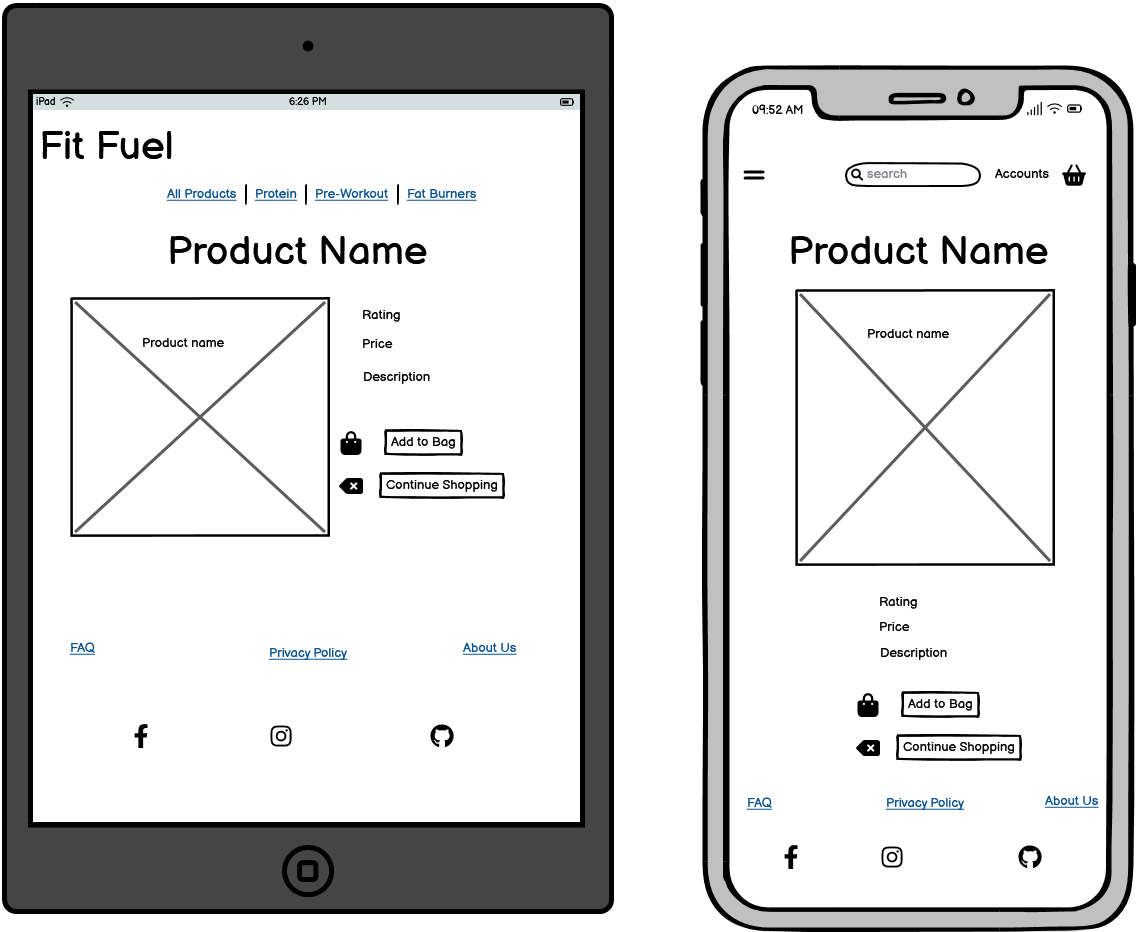 iPad 6:26 PM
Fit Fuel
All Products Protein Pre-Workout Fat Burners
Product Name
Product name
Rating
Price
Description
Add to Bag
Continue Shopping
FAQ Privacy Policy About Us
09:52 AM
search Accounts
Product Name
Product name
Rating
Price
Description
Add to Bag
Continue Shopping
FAQ Privacy Policy About Us